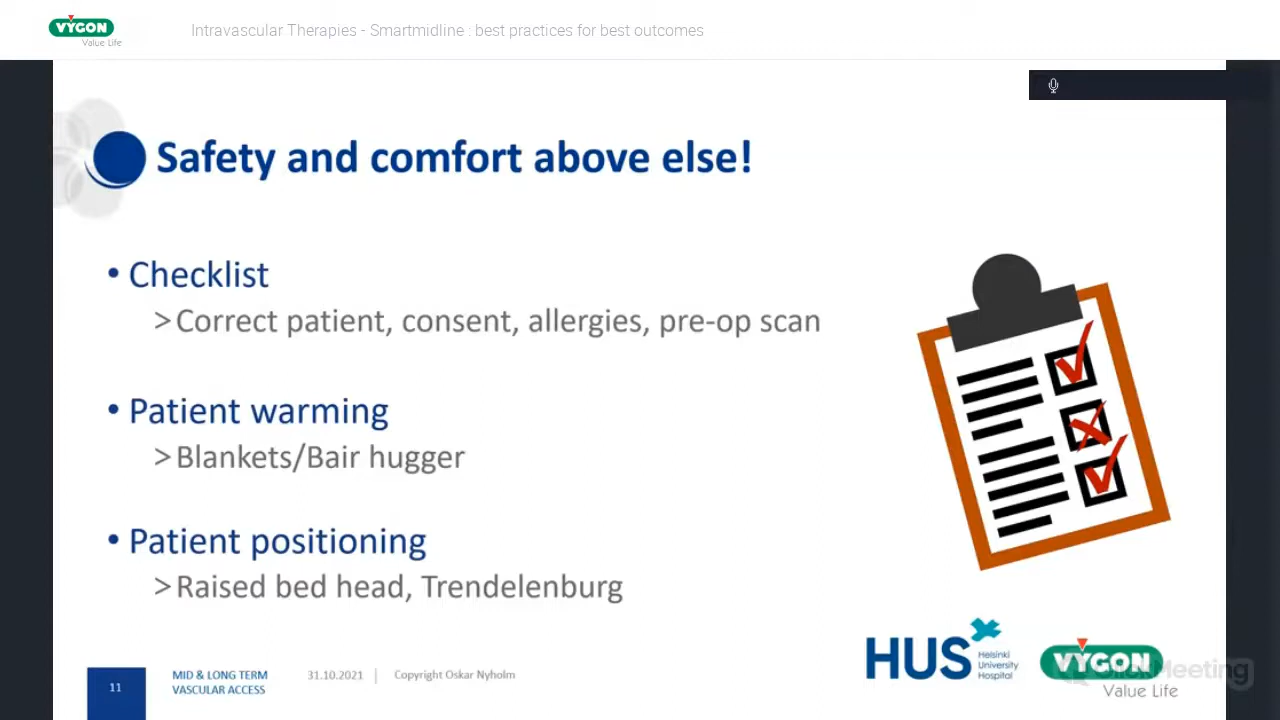 VYGON
Value Life
Intravascular Therapies - Smartmidline : best practices for best outcomes
Safety and comfort above else!
• Checklist
>Correct patient, consent, allergies, pre-op scan
• Patient warming
>Blankets/Bair hugger
• Patient positioning
>Raised bed head, Trendelenburg
11
MID & LONG TERM
VASCULAR ACCESS
31.10.2021
Copyright Oskar Nyholm
HUS
Helsinki
University
Hospital
VYGON
Value Life
ClickMeeting